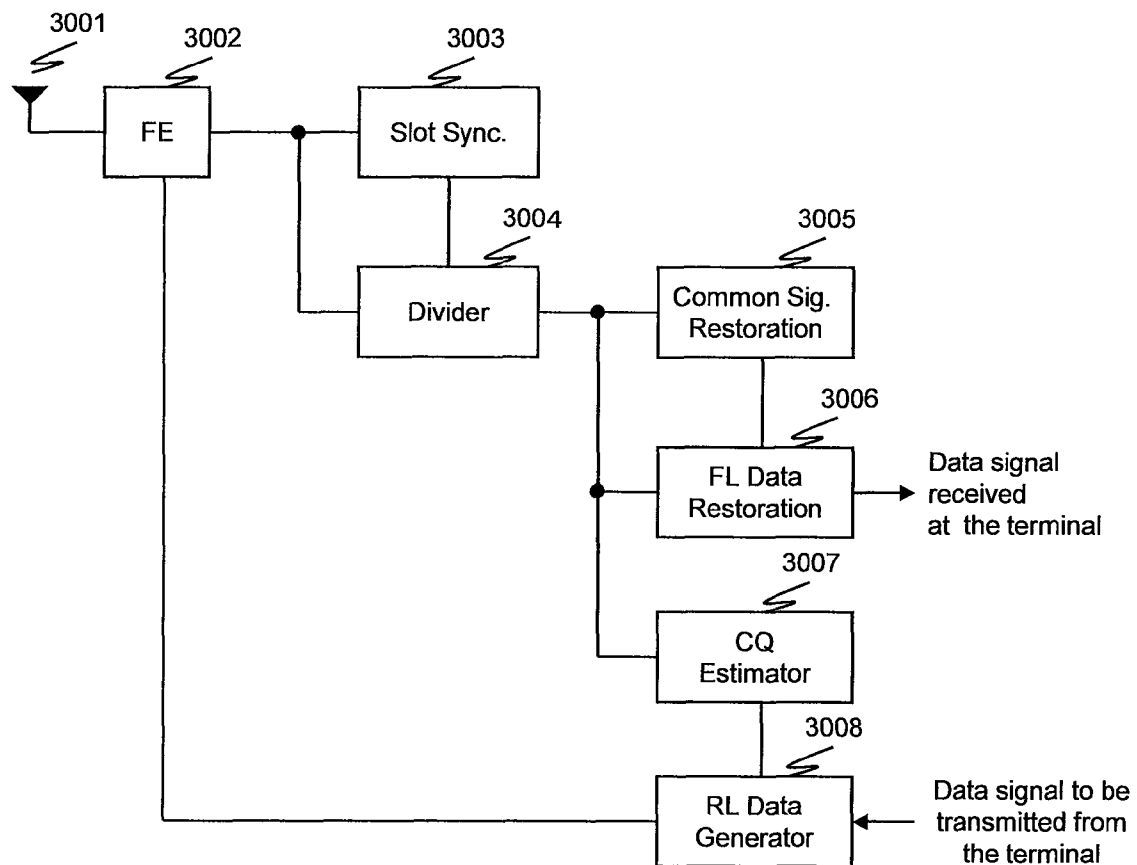 3001
3002
3003
FE
Slot Sync.
3004
3005
Divider
Common Sig.
Restoration
3006
FL Data
Restoration
Data signal
received
at the terminal
3007
CQ
Estimator
3008
RL Data
Generator
Data signal to be
transmitted from
the terminal